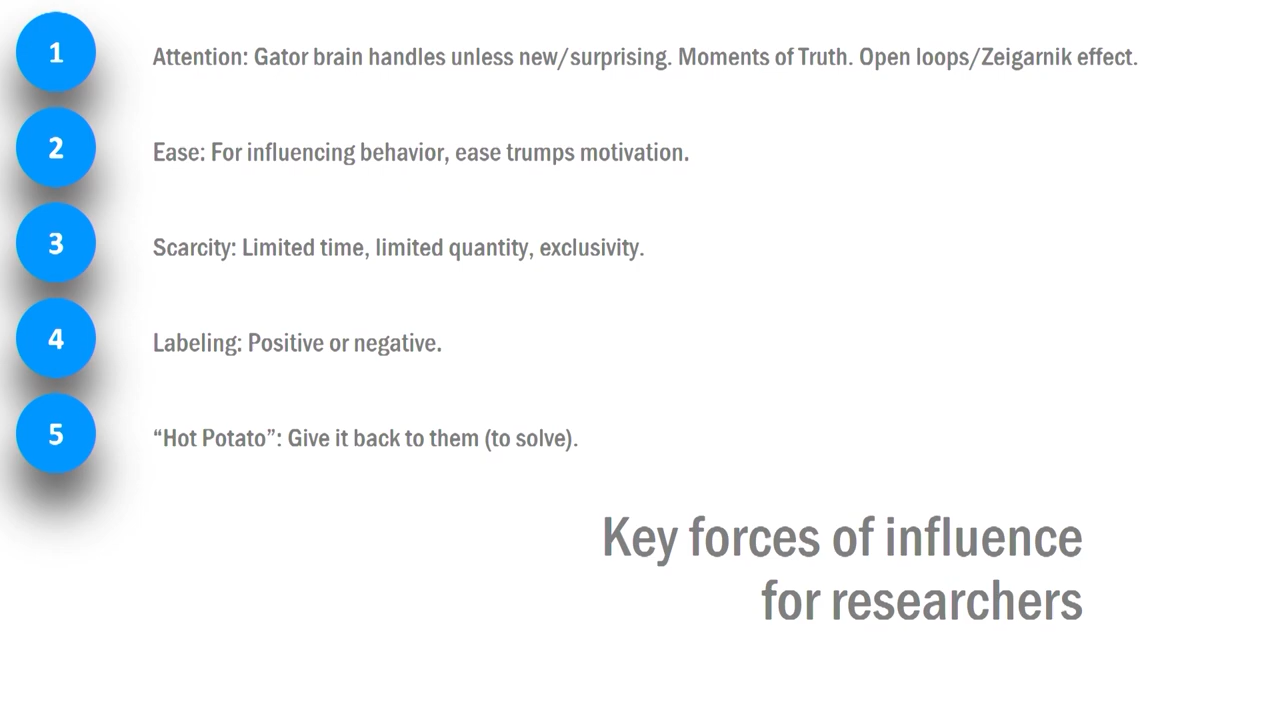 1 Attention: Gator brain handles unless new/surprising. Moments of Truth. Open loops/Zeigarnik effect.
2 Ease: For influencing behavior, ease trumps motivation.
3 Scarcity: Limited time, limited quantity, exclusivity.
4 Labeling: Positive or negative.
5 “Hot Potato”: Give it back to them (to solve).
Key forces of influence
for researchers